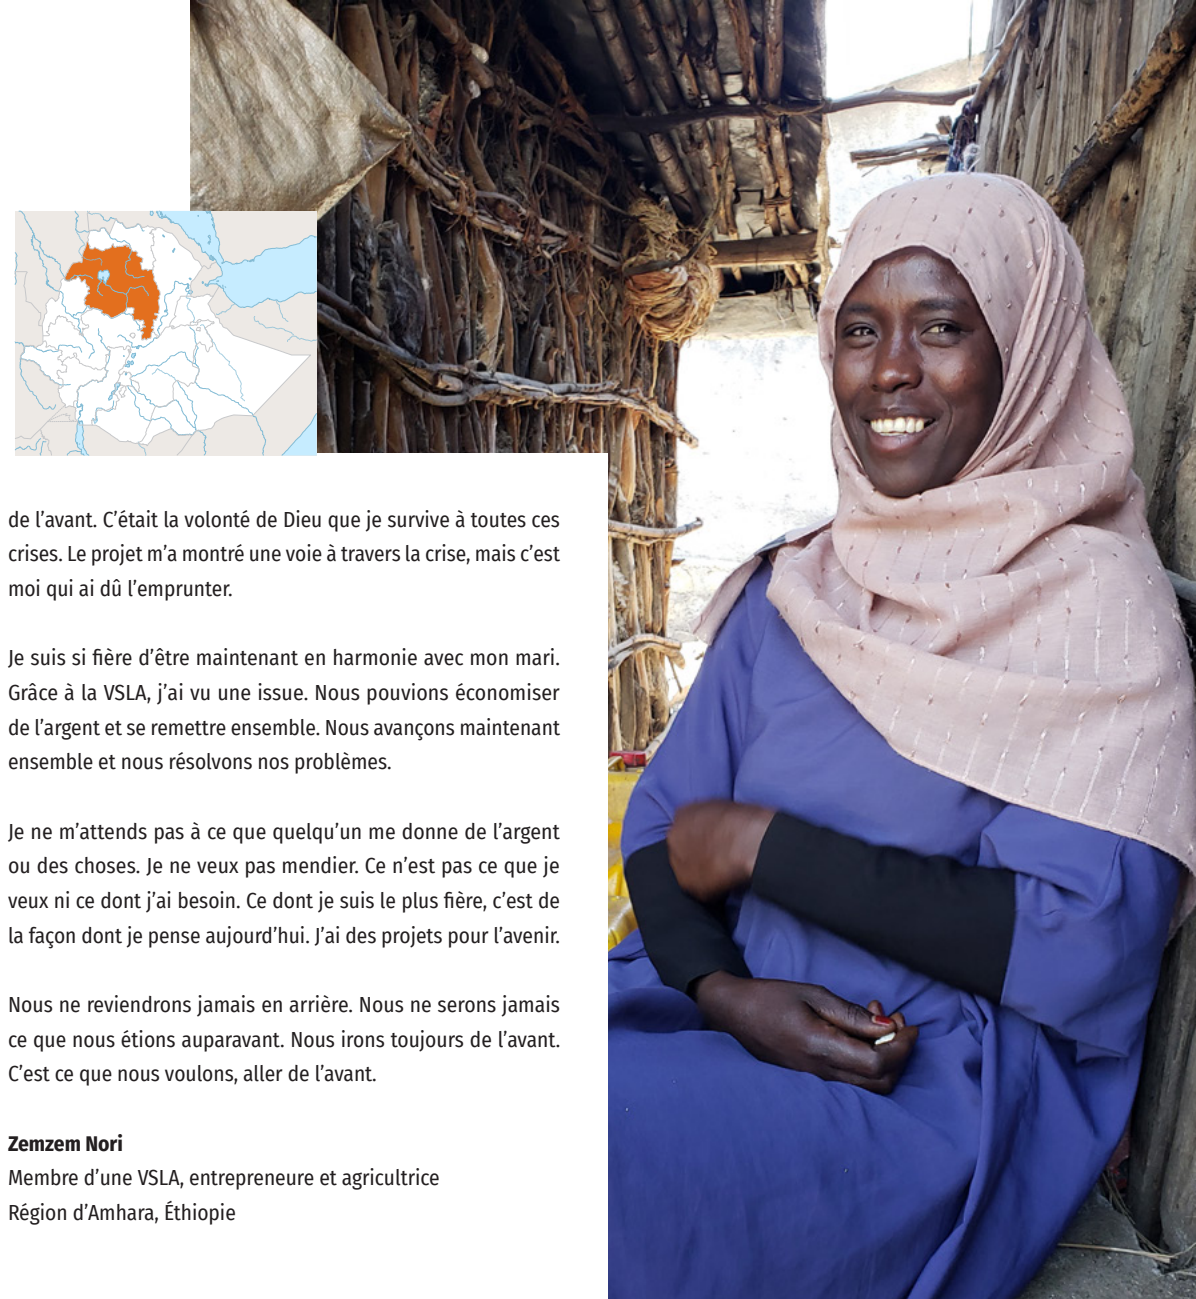 de l’avant. C’était la volonté de Dieu que je survive à toutes ces
crises. Le projet m’a montré une voie à travers la crise, mais c’est
moi qui ai dû l’emprunter.
Je suis si fière d’être maintenant en harmonie avec mon mari.
Grâce à la VSLA, j’ai vu une issue. Nous pouvions économiser
de l’argent et se remettre ensemble. Nous avançons maintenant
ensemble et nous résolvons nos problèmes.
Je ne m’attends pas à ce que quelqu’un me donne de l’argent
ou des choses. Je ne veux pas mendier. Ce n’est pas ce que je
veux ni ce dont j’ai besoin. Ce dont je suis le plus fière, c’est de
la façon dont je pense aujourd’hui. J’ai des projets pour l’avenir.
Nous ne reviendrons jamais en arrière. Nous ne serons jamais
ce que nous étions auparavant. Nous irons toujours de l’avant.
C’est ce que nous voulons, aller de l’avant.
Zemzem Nori
Membre d’une VSLA, entrepreneure et agricultrice
Région d’Amhara, Éthiopie